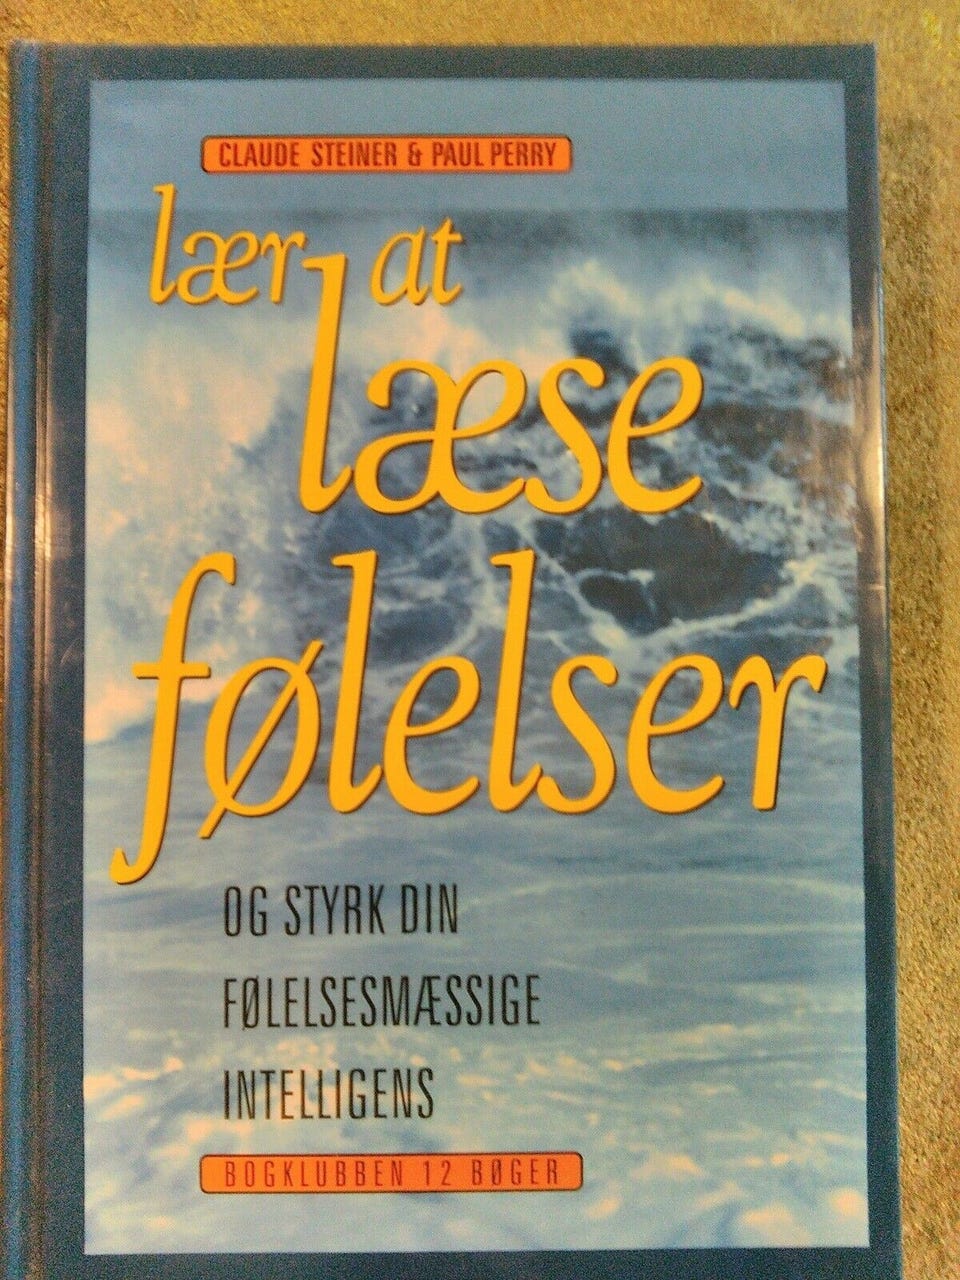 CLAUDE STEINER & PAUL PERRY
lær at
læse
følelser
OG STYRK DIN
FØLELSESMÆSSIGE
INTELLIGENS
BOGKLUBBEN 12 BØGER